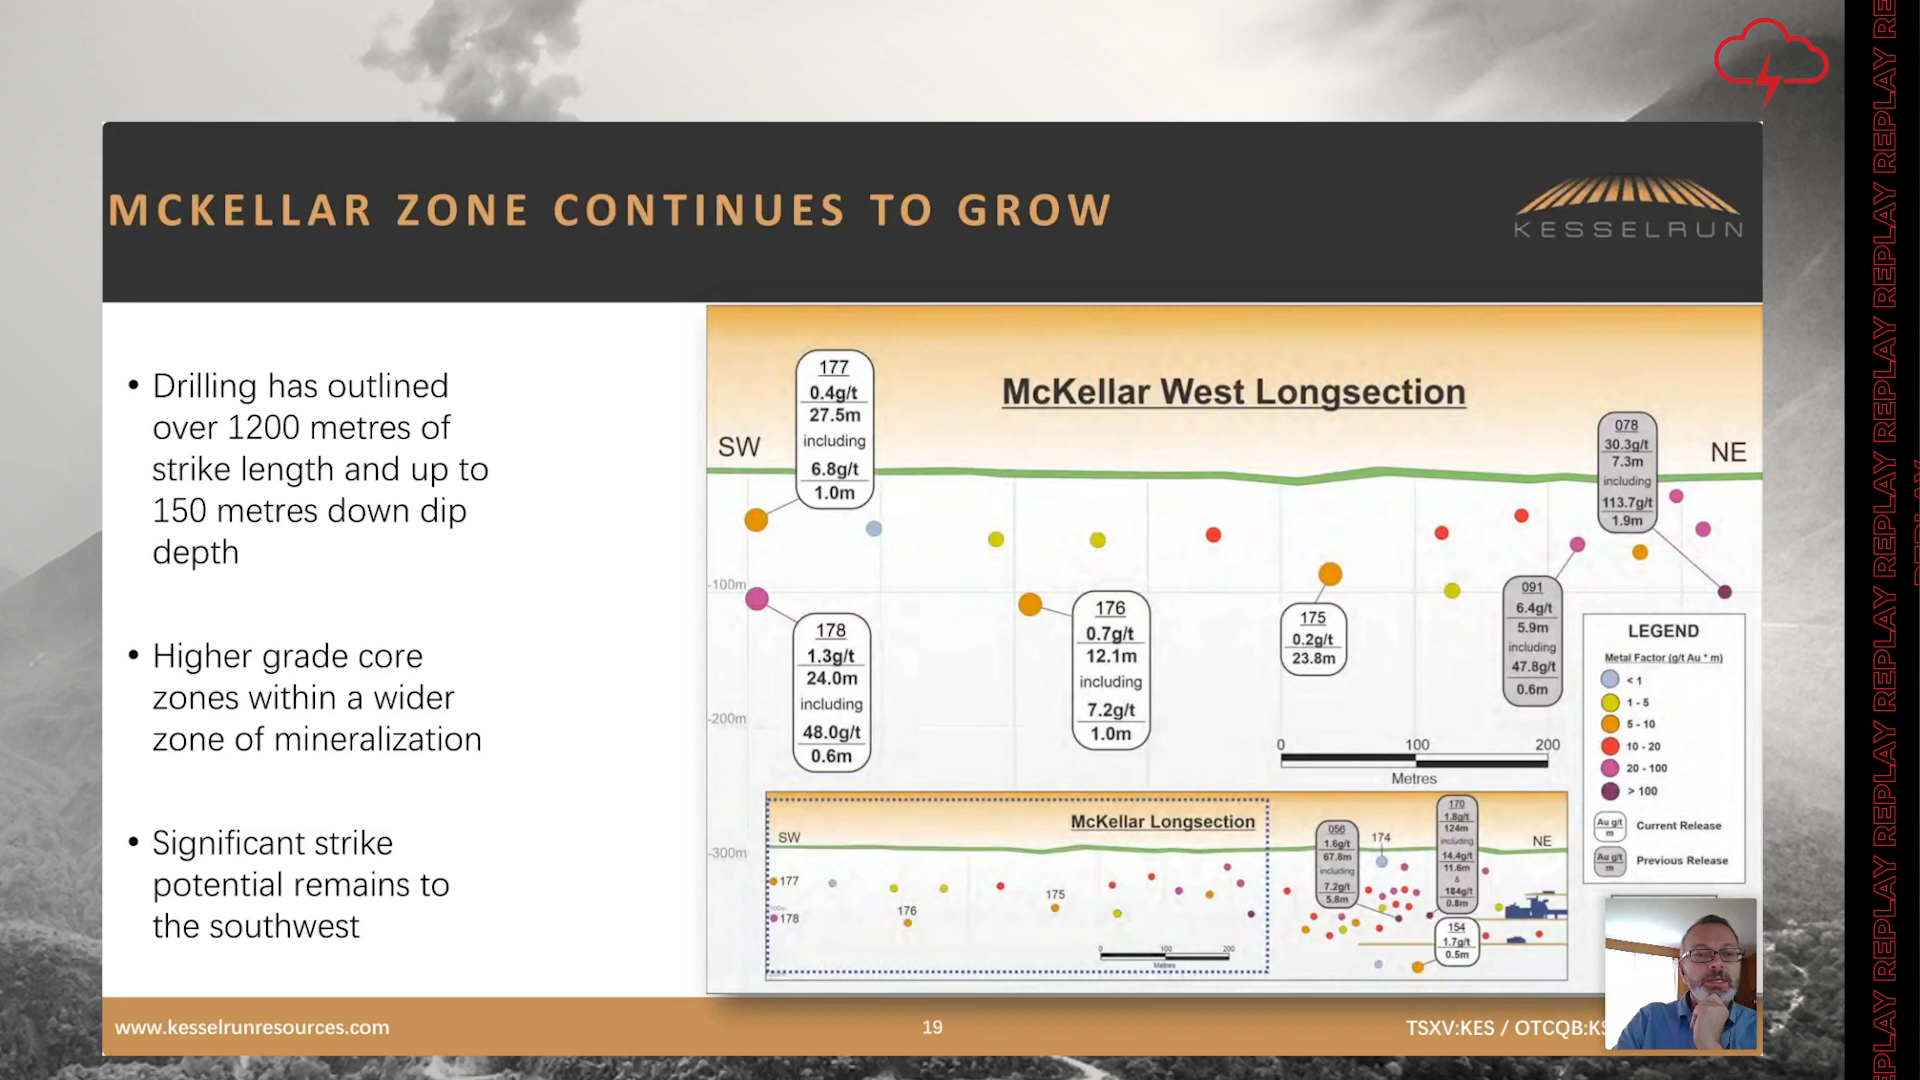 MCKELLAR ZONE CONTINUES TO GROW
KESSELRUN
• Drilling has outlined
over 1200 metres of
strike length and up to
150 metres down dip
depth
• Higher grade core
zones within a wider
zone of mineralization
• Significant strike
potential remains to
the southwest
McKellar West Longsection
SW
NE
177
0.4g/t
27.5m
including
6.8g/t
1.0m
078
30.3g/t
7.3m
including
113.7g/t
1.9m
-100m
178
1.3g/t
24.0m
including
48.0g/t
0.6m
176
0.7g/t
12.1m
including
7.2g/t
1.0m
175
0.2g/t
23.8m
091
6.4g/t
5.9m
including
47.8g/t
0.6m
-200m
0 100 200
Metres
LEGEND
Metal Factor (g/t Au * m)
< 1
1 - 5
5 - 10
10 - 20
20 - 100
> 100
Au g/t
m
Current Release
Au g/t
m
Previous Release
-300m
McKellar Longsection
SW
NE
177
178
176
175
0 100 200
Metres
056
1.6g/t
67.8m
including
7.2g/t
5.8m
174
170
1.8g/t
124m
including
14.4g/t
11.6m
&
184g/t
0.8m
154
1.7g/t
0.5m
www.kesselrunresources.com
19
TSXV:KES / OTCQB:KS
REPLAY REPLAY REPLAY REPLAY REPLAY REPLAY REPLAY REPLAY
REPLAY